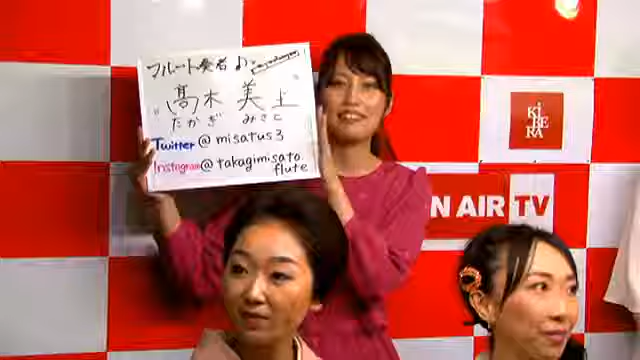 フルート奏者
髙木 美里
たかぎ みさと
Twitter@misatus3
Instagram@takagimisato.
flute
KiBERA
N AIR TV